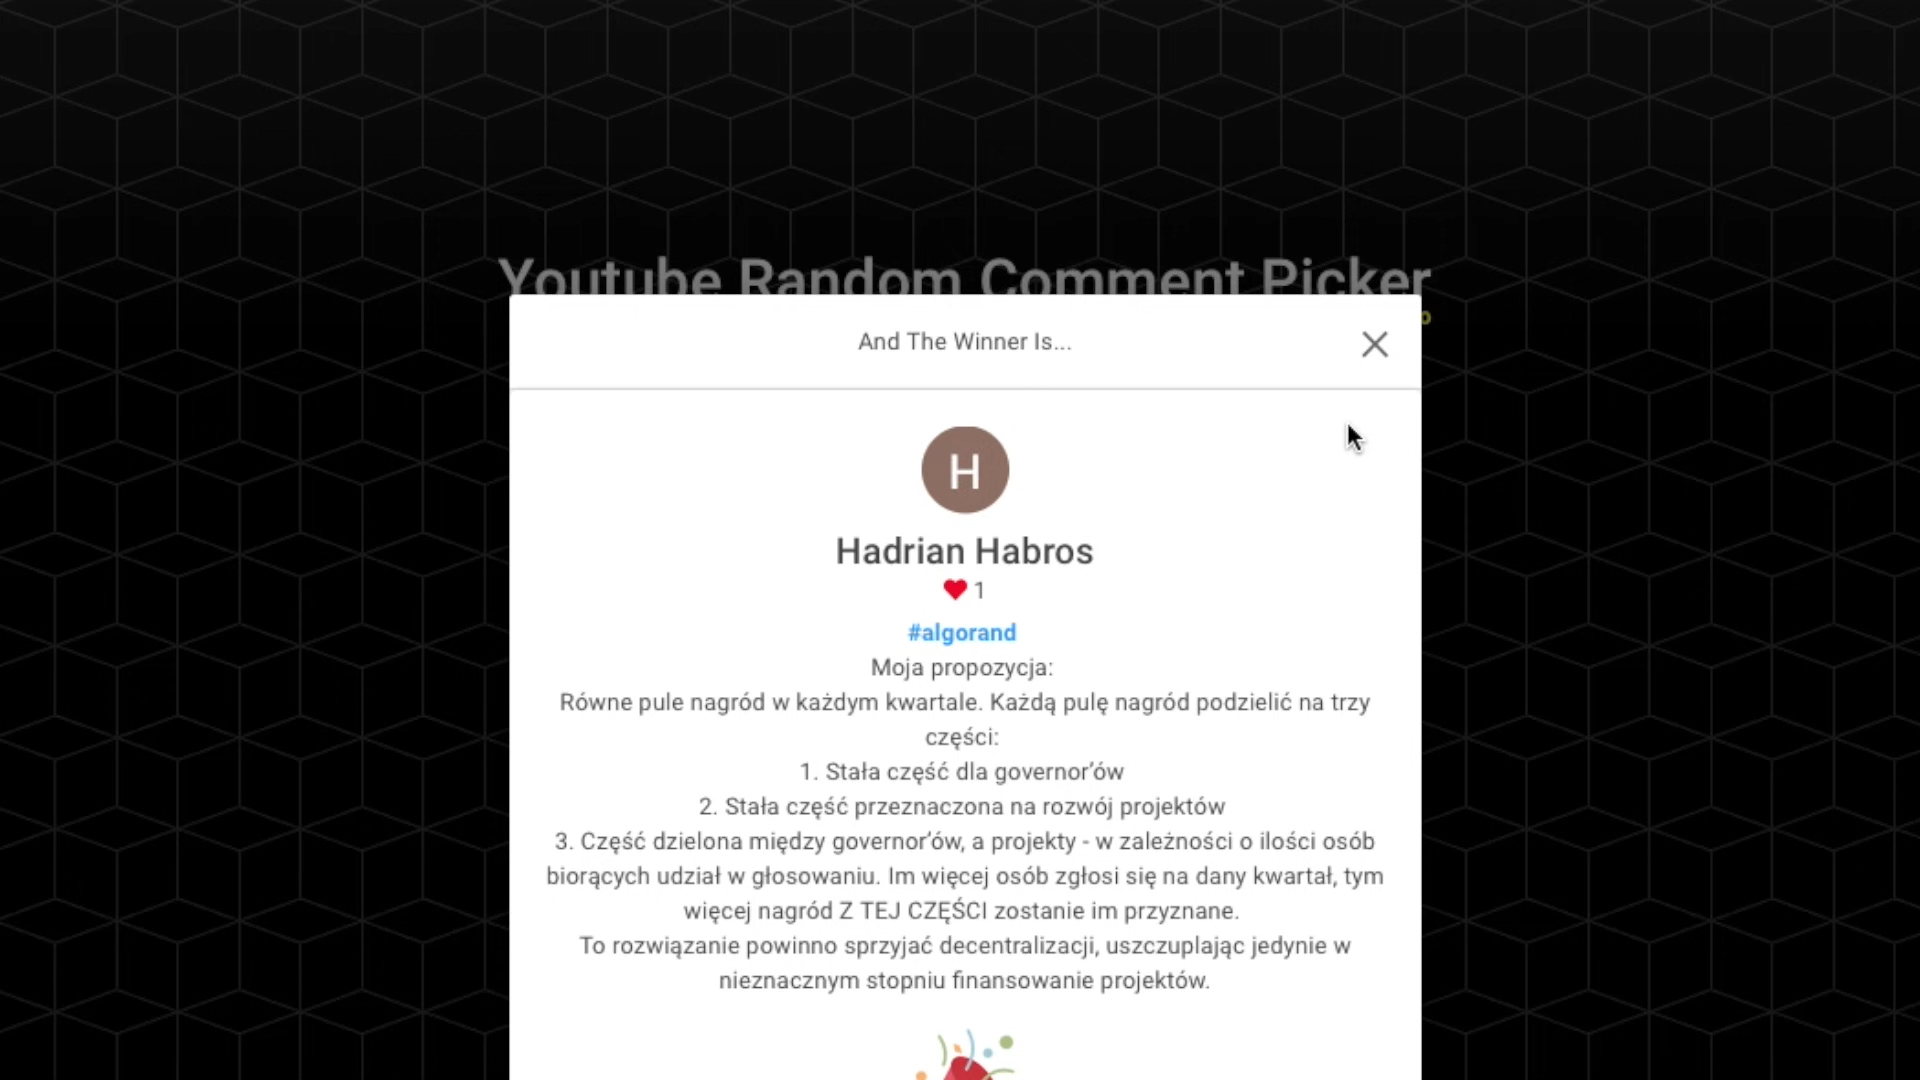 Youtube Random Comment Picker
And The Winner Is...
H
Hadrian Habros
1
#algorand
Moja propozycja:
Równe pule nagród w każdym kwartale. Każdą pulę nagród podzielić na trzy
części:
1. Stała część dla governor’ów
2. Stała część przeznaczona na rozwój projektów
3. Część dzielona między governor’ów, a projekty - w zależności o ilości osób
biorących udział w głosowaniu. Im więcej osób zgłosi się na dany kwartał, tym
więcej nagród Z TEJ CZĘŚCI zostanie im przyznane.
To rozwiązanie powinno sprzyjać decentralizacji, uszczuplając jedynie w
nieznacznym stopniu finansowanie projektów.